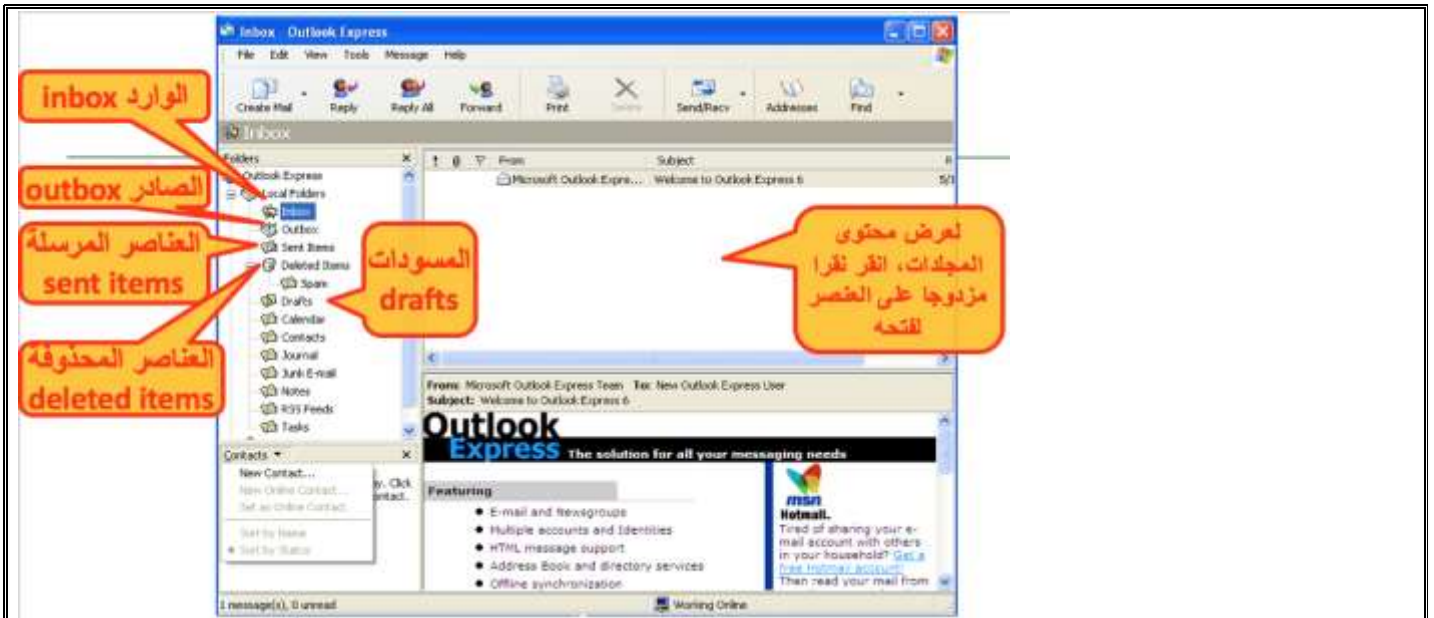 Inbox Outlook Express
File Edit View Tools Message Help
Create Mail Reply Reply All Forward Print Delete Send/Recv Addresses Find
Inbox
الوارد inbox
الصادر outbox
العناصر المرسلة
sent items
العناصر المحذوفة
deleted items
المسودات
drafts
لعرض محتوى
المجلدات، انقر نقرا
مزدوجا على العنصر
لفتحه
Folders
Outlook Express
Local Folders
Inbox
Outbox
Sent Items
Deleted Items
Spam
Drafts
Calendar
Contacts
Journal
Junk E-mail
Notes
RSS Feeds
Tasks
! From Subject
Microsoft Outlook Expre... Welcome to Outlook Express 6 5/1
From: Microsoft Outlook Express Team To: New Outlook Express User
Subject: Welcome to Outlook Express 6
Outlook
Express The solution for all your messaging needs
Featuring
• E-mail and Newsgroups
• Multiple accounts and Identities
• HTML message support
• Address Book and directory services
• Offline synchronization
msn
Hotmail.
Tired of sharing your e-
mail account with others
in your household? Get a
free Hotmail account!
Then read your mail from
Contacts
New Contact...
New Online Contact...
Set as Online Contact
Sort by Name
Sort by Status
y. Click
ontact.
1 message(s), 0 unread Working Online